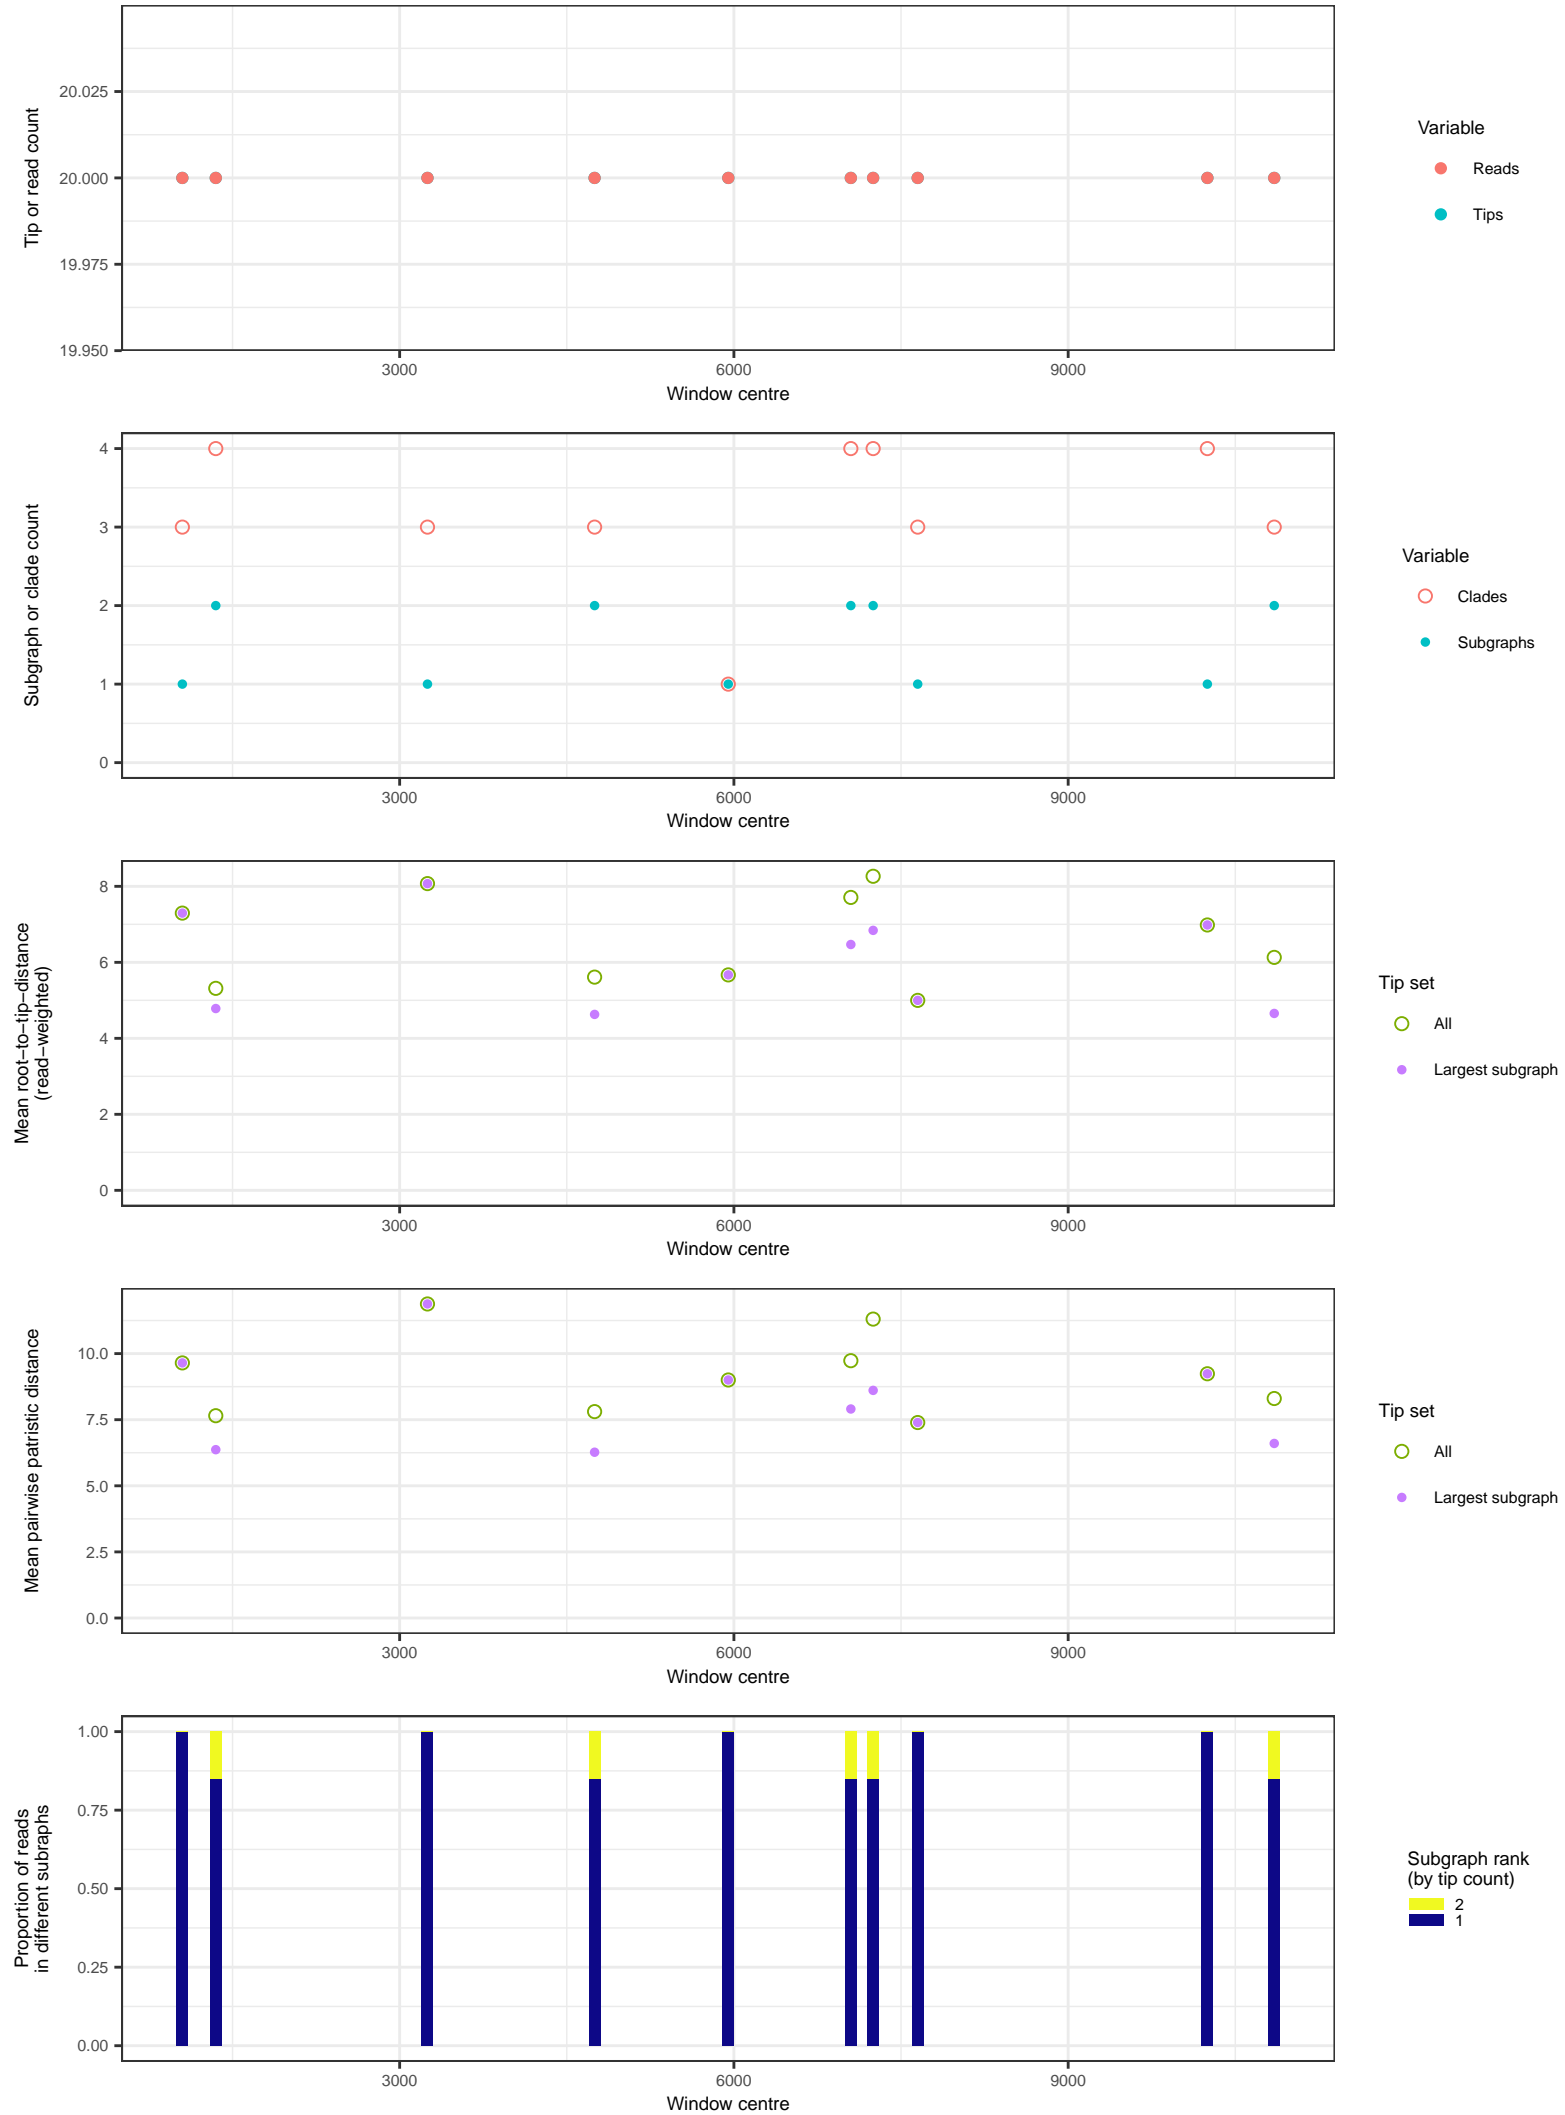 Tip or read count
20.025
20.000
19.975
19.950
3000
6000
9000
Window centre
Variable
Reads
Tips
Subgraph or clade count
4
3
2
1
0
3000
6000
9000
Window centre
Variable
Clades
Subgraphs
Mean root−to−tip−distance
(read−weighted)
8
6
4
2
0
3000
6000
9000
Window centre
Tip set
All
Largest subgraph
Mean pairwise patristic distance
10.0
7.5
5.0
2.5
0.0
3000
6000
9000
Window centre
Tip set
All
Largest subgraph
Proportion of reads
in different subraphs
1.00
0.75
0.50
0.25
0.00
3000
6000
9000
Window centre
Subgraph rank
(by tip count)
2
1